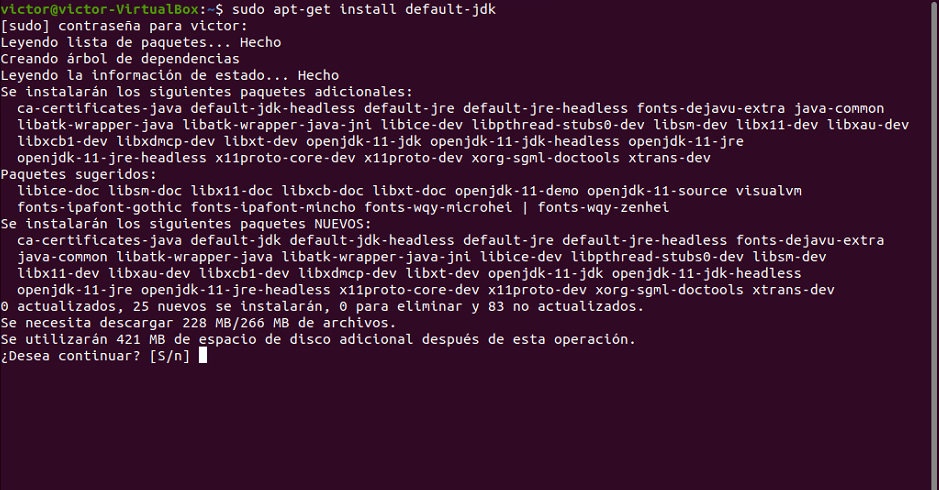 victor@victor-VirtualBox:~$ sudo apt-get install default-jdk
[sudo] contraseña para victor:
Leyendo lista de paquetes... Hecho
Creando árbol de dependencias
Leyendo la información de estado... Hecho
Se instalarán los siguientes paquetes adicionales:
  ca-certificates-java default-jdk-headless default-jre default-jre-headless fonts-dejavu-extra java-common
  libatk-wrapper-java libatk-wrapper-java-jni libice-dev libpthread-stubs0-dev libsm-dev libx11-dev libxau-dev
  libxcb1-dev libxdmcp-dev libxt-dev openjdk-11-jdk openjdk-11-jdk-headless openjdk-11-jre
  openjdk-11-jre-headless x11proto-core-dev x11proto-dev xorg-sgml-doctools xtrans-dev
Paquetes sugeridos:
  libice-doc libsm-doc libx11-doc libxcb-doc libxt-doc openjdk-11-demo openjdk-11-source visualvm
  fonts-ipafont-gothic fonts-ipafont-mincho fonts-wqy-microhei | fonts-wqy-zenhei
Se instalarán los siguientes paquetes NUEVOS:
  ca-certificates-java default-jdk default-jdk-headless default-jre default-jre-headless fonts-dejavu-extra
  java-common libatk-wrapper-java libatk-wrapper-java-jni libice-dev libpthread-stubs0-dev libsm-dev
  libx11-dev libxau-dev libxcb1-dev libxdmcp-dev libxt-dev openjdk-11-jdk openjdk-11-jdk-headless
  openjdk-11-jre openjdk-11-jre-headless x11proto-core-dev x11proto-dev xorg-sgml-doctools xtrans-dev
0 actualizados, 25 nuevos se instalarán, 0 para eliminar y 83 no actualizados.
Se necesita descargar 228 MB/266 MB de archivos.
Se utilizarán 421 MB de espacio de disco adicional después de esta operación.
¿Desea continuar? [S/n]